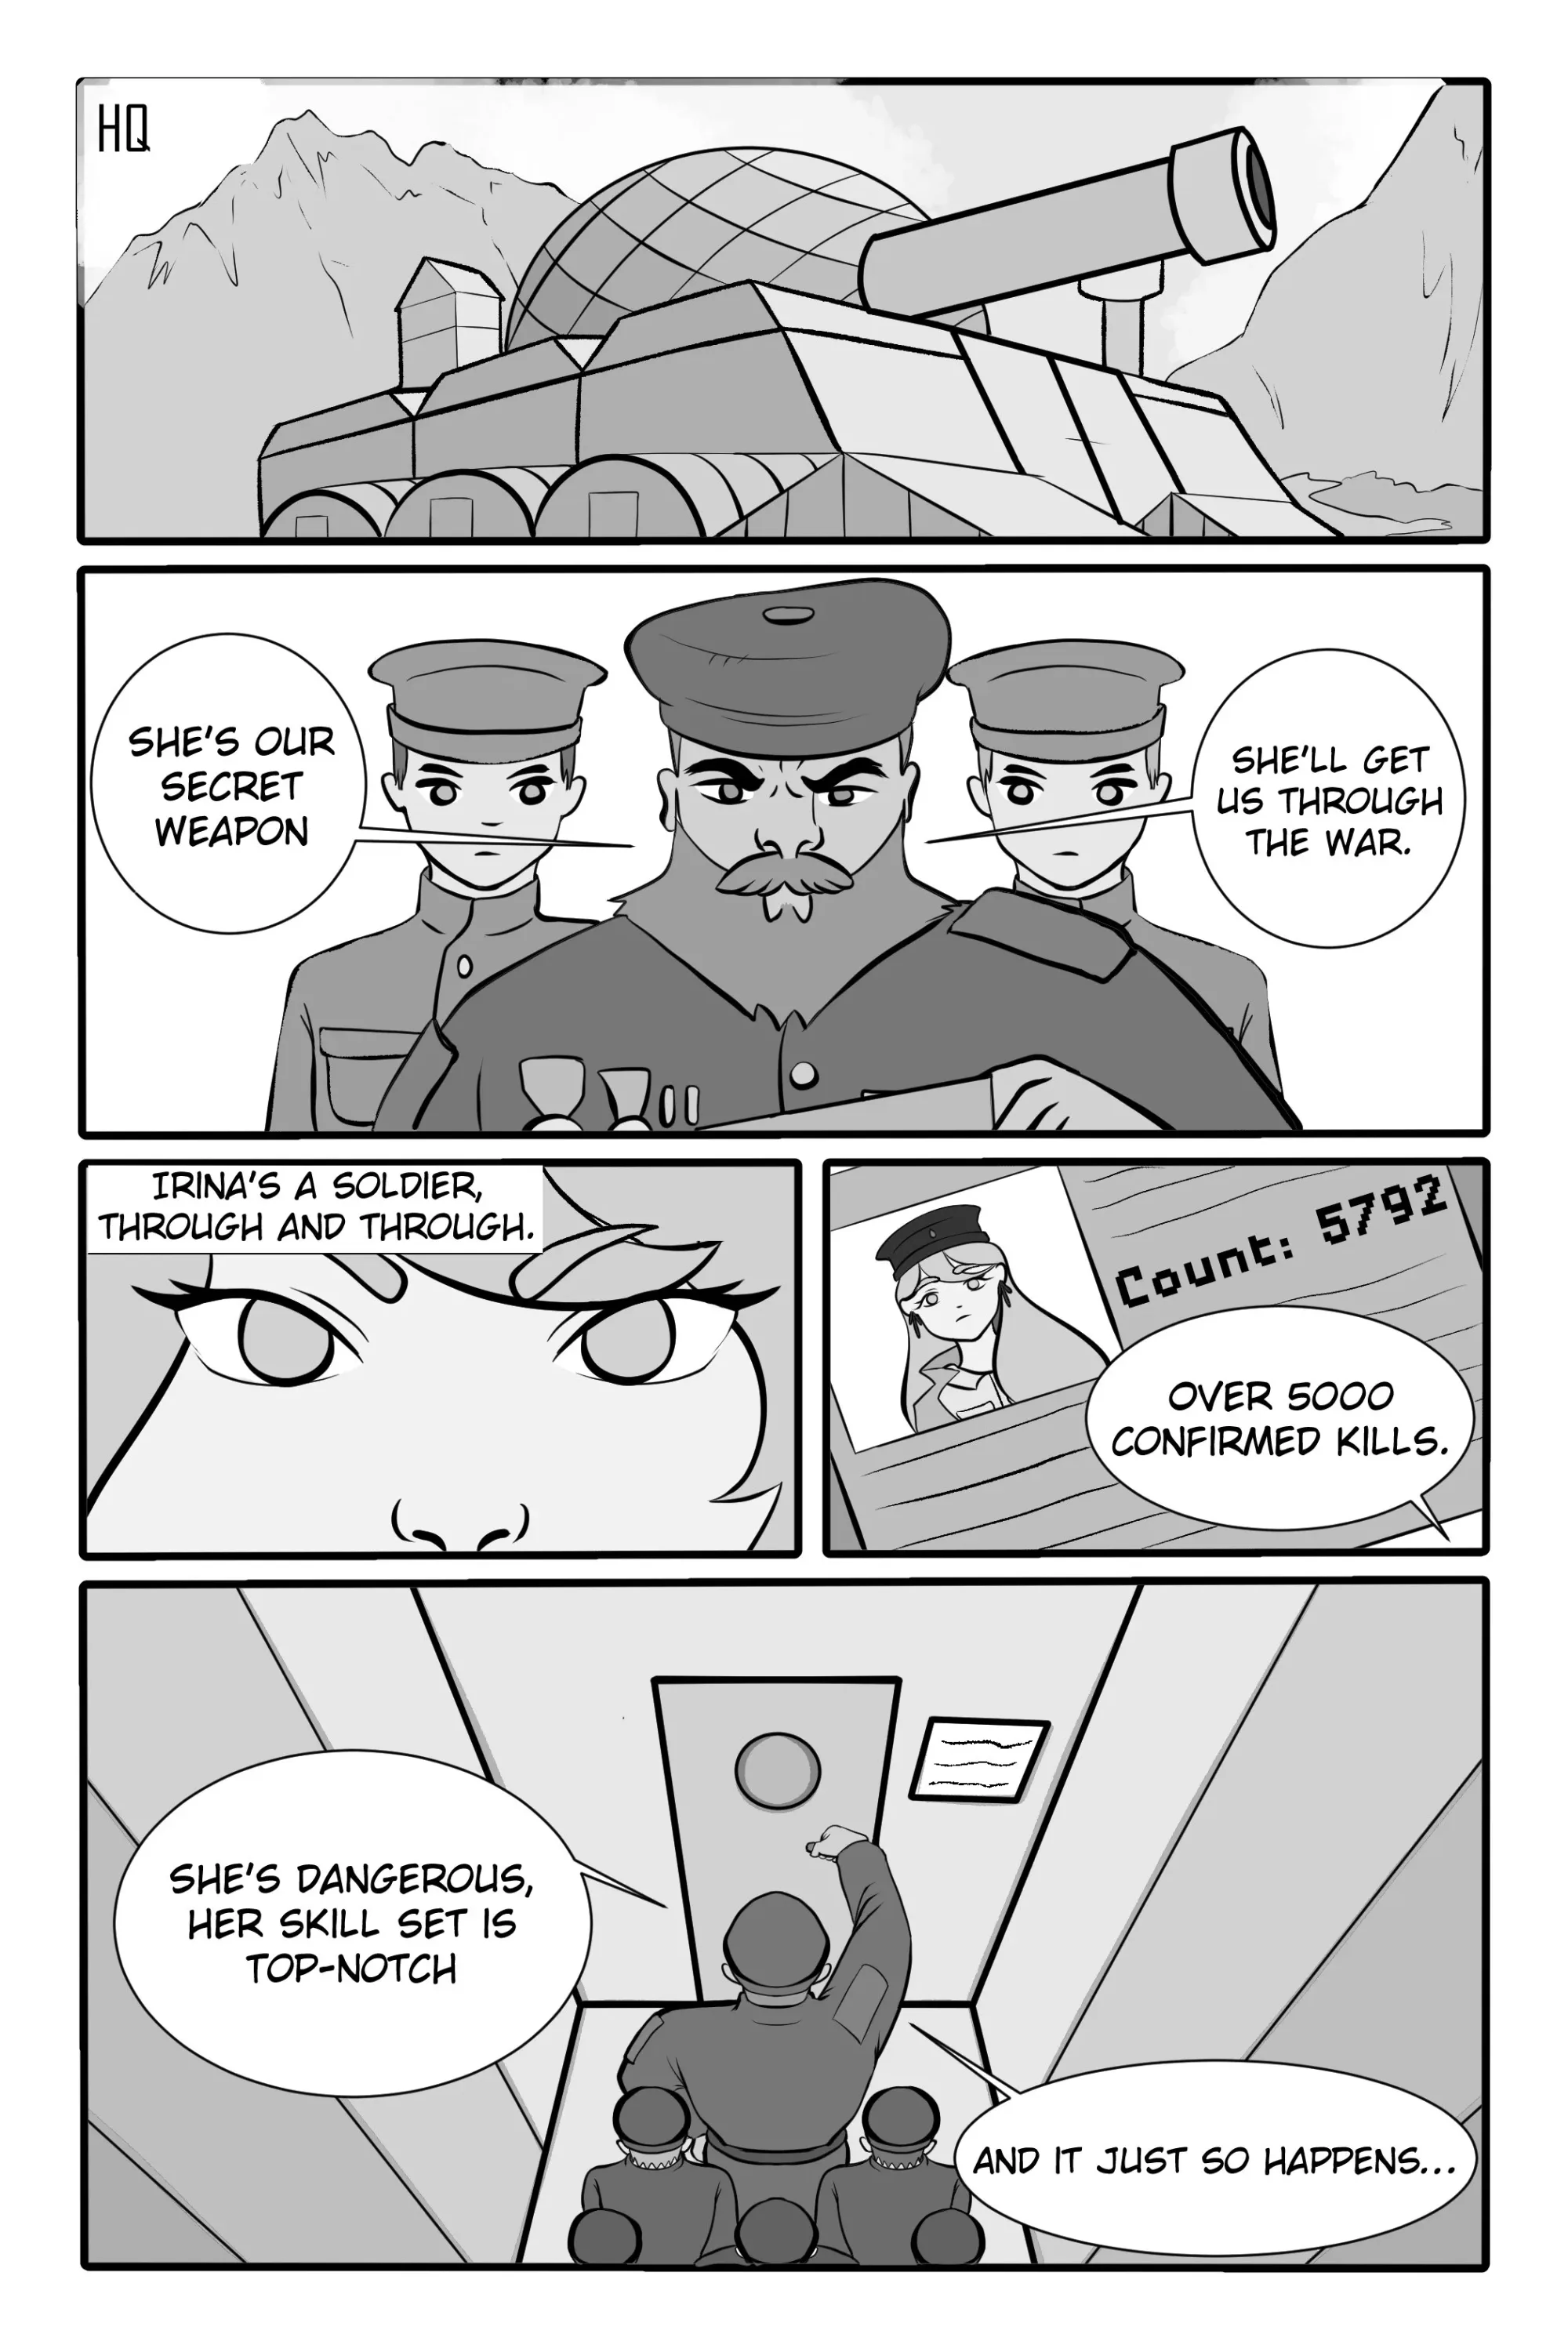 HQ
SHE'S OUR
SECRET
WEAPON
SHE'LL GET
US THROUGH
THE WAR.
IRINA'S A SOLDIER,
THROUGH AND THROUGH.
Count: 5792
OVER 5000
CONFIRMED KILLS.
SHE'S DANGEROUS,
HER SKILL SET IS
TOP-NOTCH
AND IT JUST SO HAPPENS...